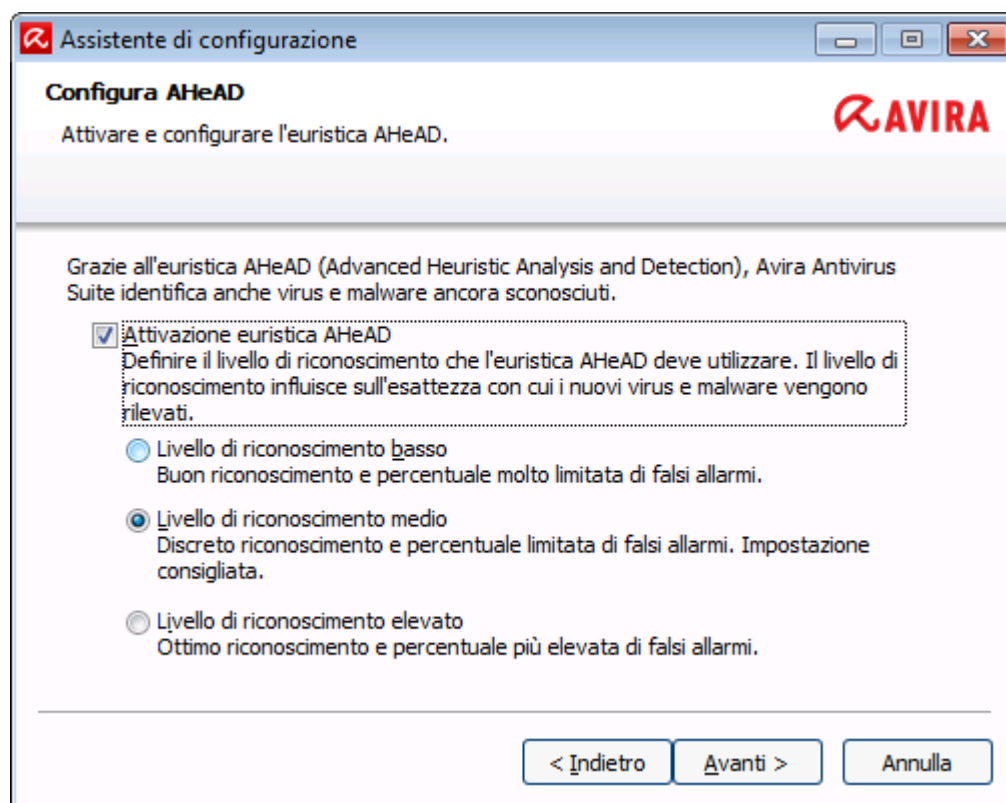 Assistente di configurazione
Configura AHeAD
Attivare e configurare l'euristica AHeAD.
AVIRA
Grazie all'euristica AHeAD (Advanced Heuristic Analysis and Detection), Avira Antivirus
Suite identifica anche virus e malware ancora sconosciuti.
Attivazione euristica AHeAD
Definire il livello di riconoscimento che l'euristica AHeAD deve utilizzare. Il livello di
riconoscimento influisce sull'esattezza con cui i nuovi virus e malware vengono
rilevati.
Livello di riconoscimento basso
Buon riconoscimento e percentuale molto limitata di falsi allarmi.
Livello di riconoscimento medio
Discreto riconoscimento e percentuale limitata di falsi allarmi. Impostazione
consigliata.
Livello di riconoscimento elevato
Ottimo riconoscimento e percentuale più elevata di falsi allarmi.
< Indietro
Avanti >
Annulla